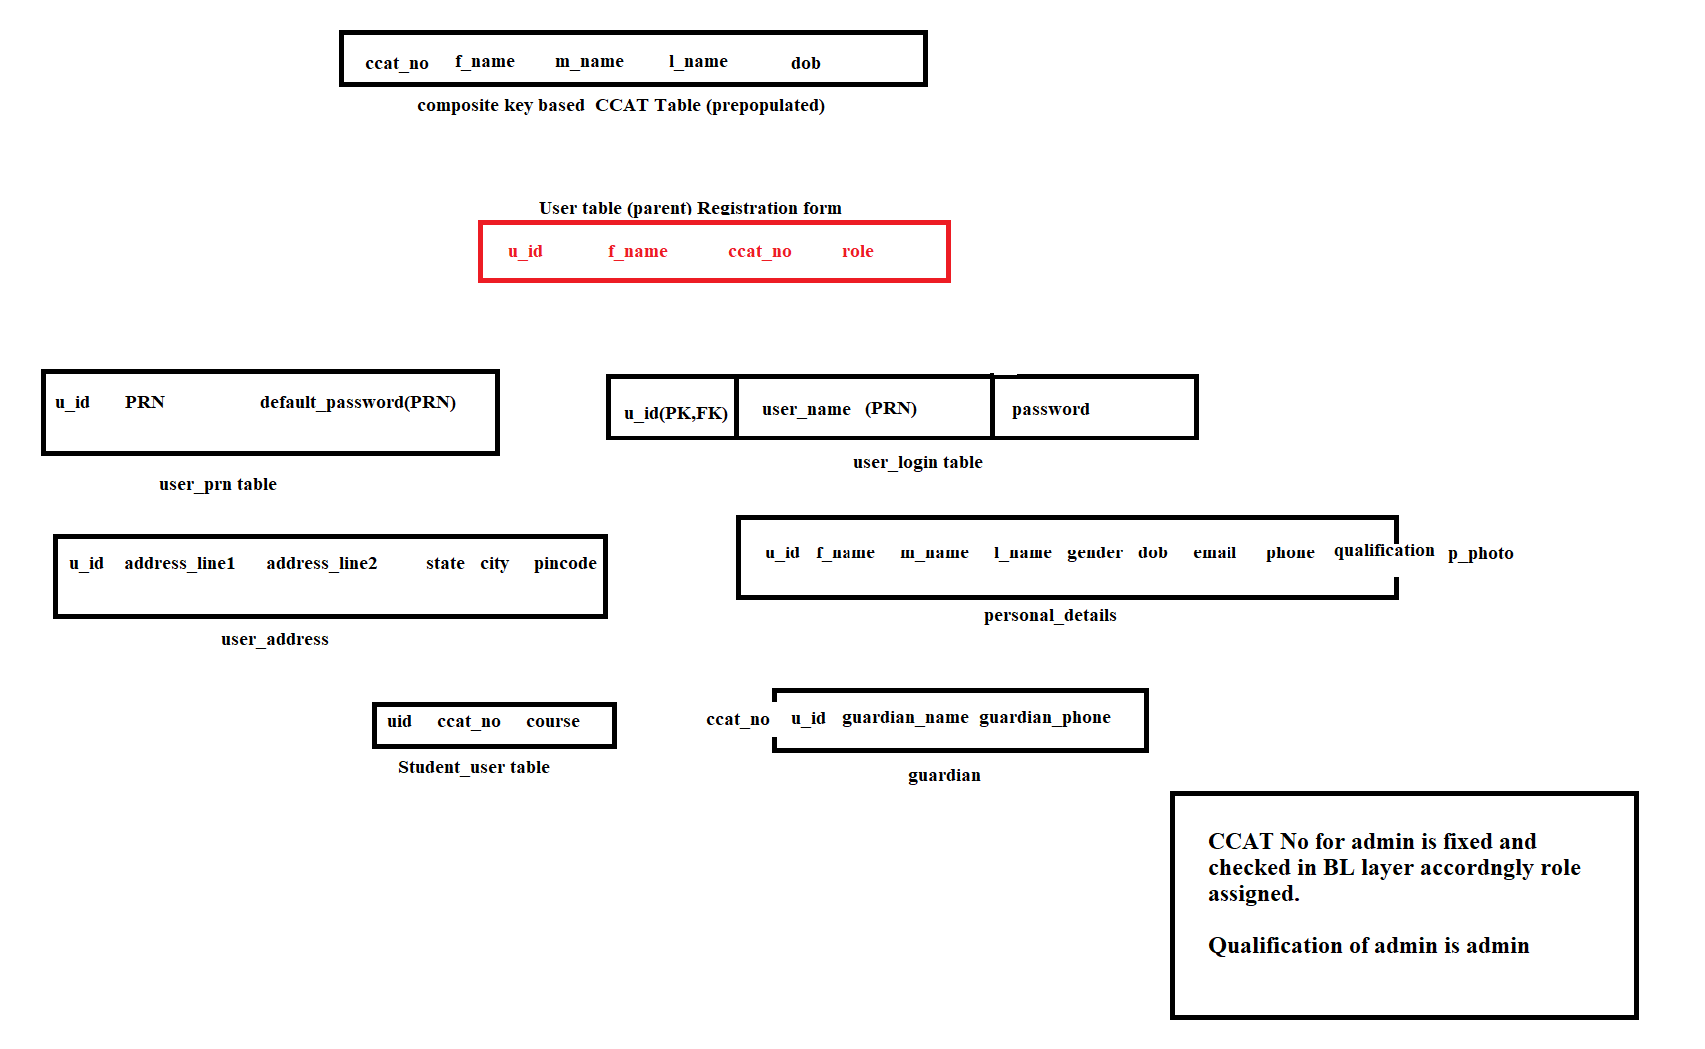 ccat_no f_name m_name l_name dob
composite key based CCAT Table (prepopulated)
User table (parent) Registration form
u_id f_name ccat_no role
u_id PRN default_password(PRN)
user_prn table
u_id(PK,FK) user_name (PRN) password
user_login table
u_id address_line1 address_line2 state city pincode
user_address
u_id f_name m_name l_name gender dob email phone qualification p_photo
personal_details
uid ccat_no course
Student_user table
ccat_no u_id guardian_name guardian_phone
guardian
CCAT No for admin is fixed and
checked in BL layer accordngly role
assigned.
Qualification of admin is admin